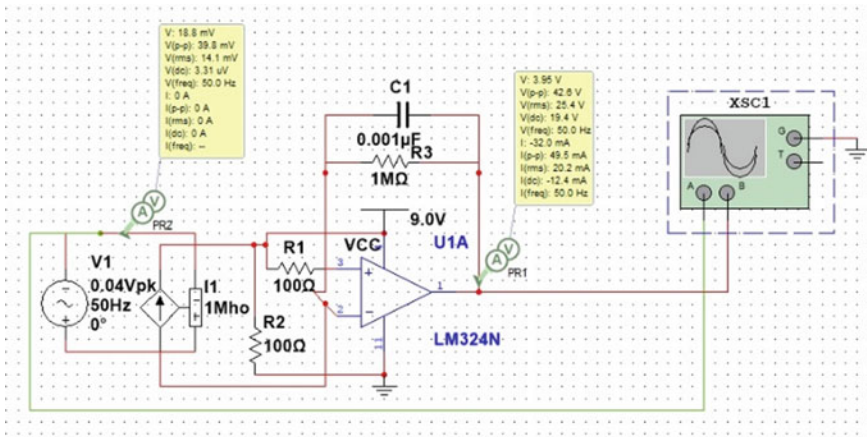 V: 18.8 mV
V(p-p): 39.8 mV
V(rms): 14.1 mV
V(dc): 3.31 uV
V(freq): 50.0 Hz
I: 0 A
I(p-p): 0 A
I(rms): 0 A
I(dc): 0 A
I(freq): --
V: 3.95 V
V(p-p): 42.6 V
V(rms): 25.4 V
V(dc): 19.4 V
V(freq): 50.0 Hz
I: -32.0 mA
I(p-p): 49.5 mA
I(rms): 20.2 mA
I(dc): -12.4 mA
I(freq): 50.0 Hz
XSC1
G
T
A
B
C1
0.001µF
R3
1MΩ
A
V
PR2
9.0V
VCC
U1A
A
V
PR1
V1
0.04Vpk
50Hz
0°
I1
1Mho
R1
100Ω
R2
100Ω
3
2
1
11
LM324N